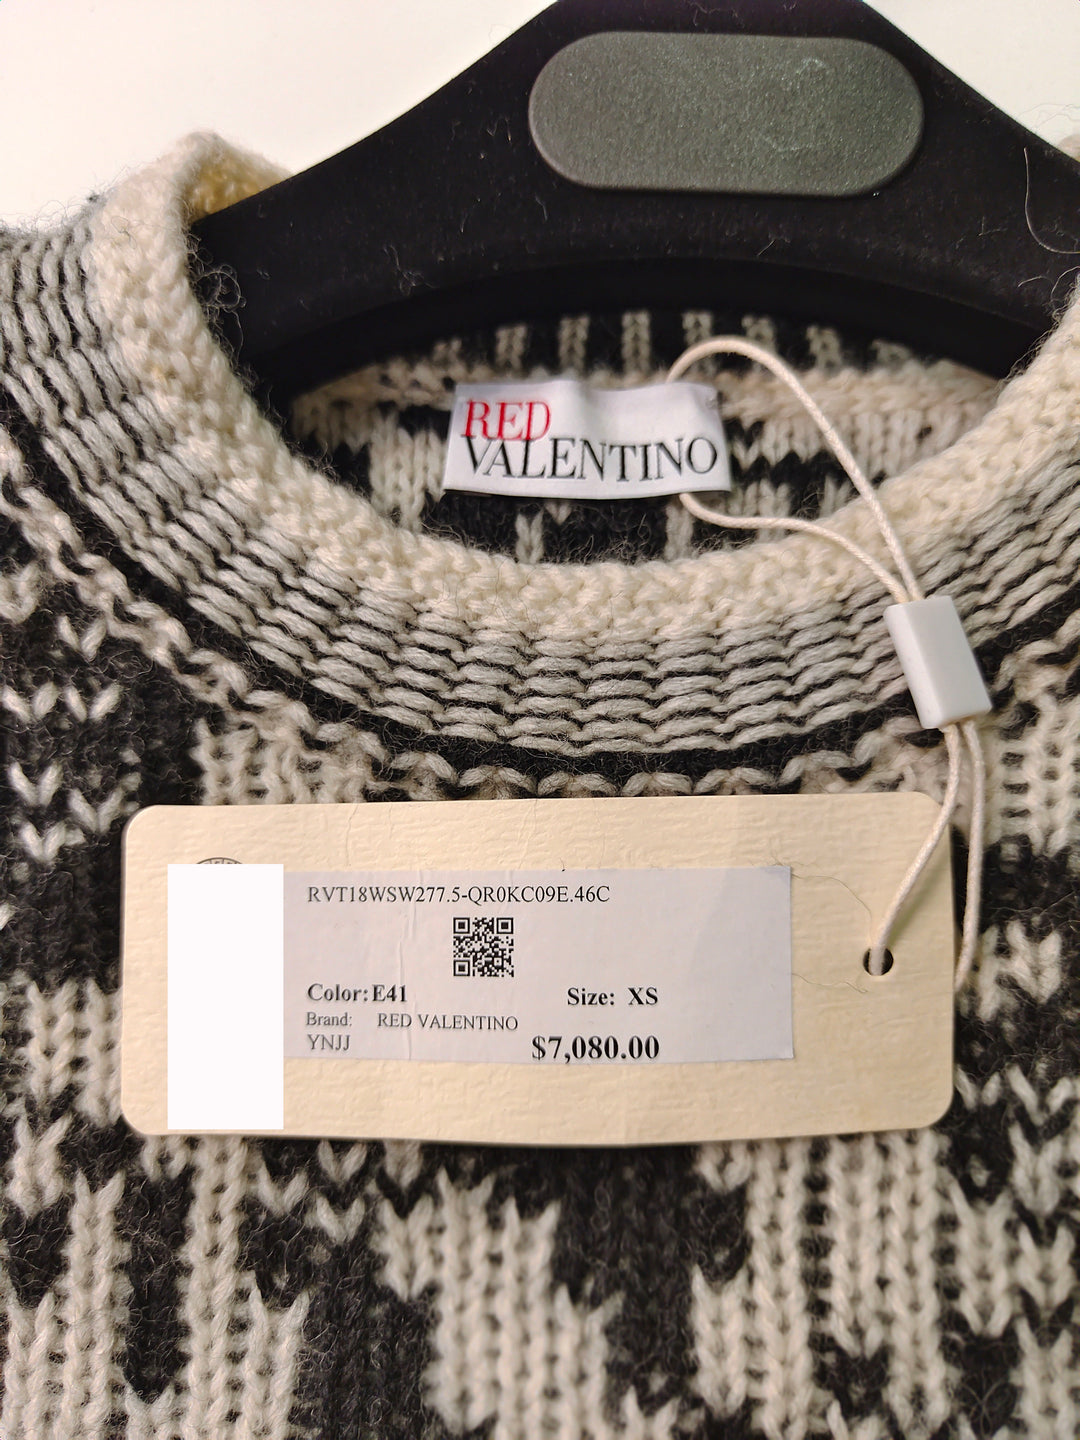 RED
VALENTINO
RVT18WSW277.5-QR0KC09E.46C
Color: E41
Size: XS
Brand: RED VALENTINO
YNJJ
$7,080.00